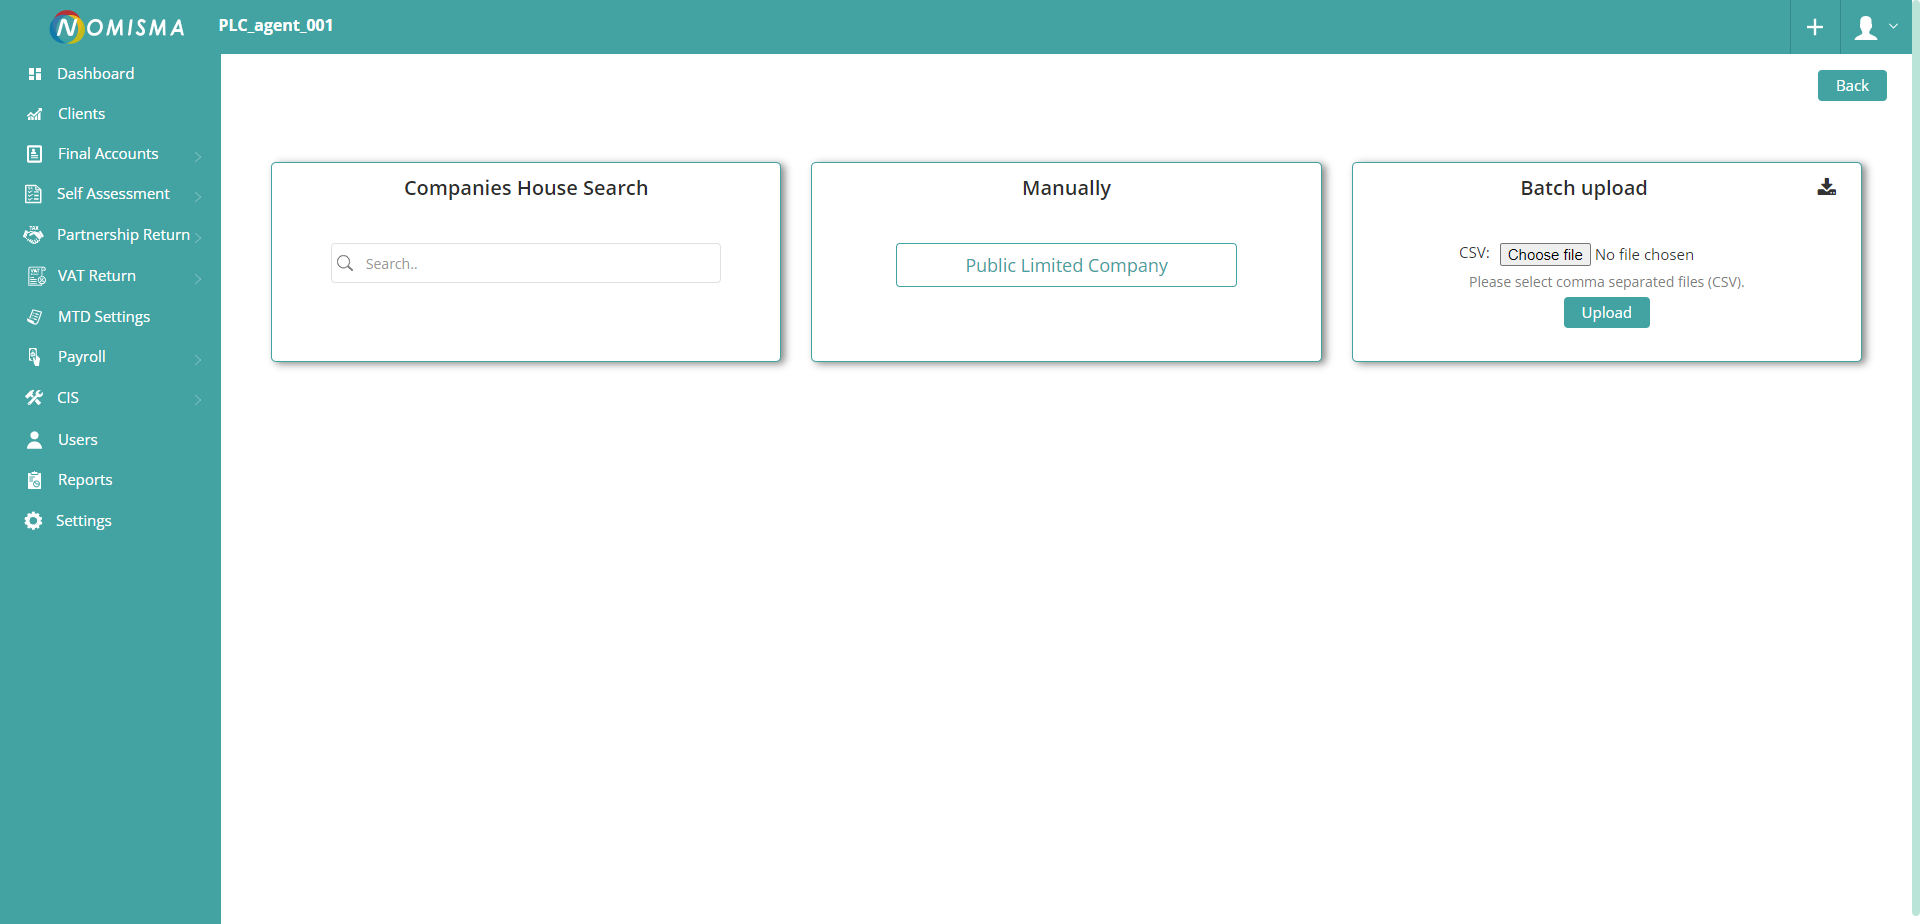 NOMISMA
PLC_agent_001
Dashboard
Clients
Final Accounts
Self Assessment
Partnership Return
VAT Return
MTD Settings
Payroll
CIS
Users
Reports
Settings
Back
Companies House Search
Search..
Manually
Public Limited Company
Batch upload
CSV: Choose file No file chosen
Please select comma separated files (CSV).
Upload